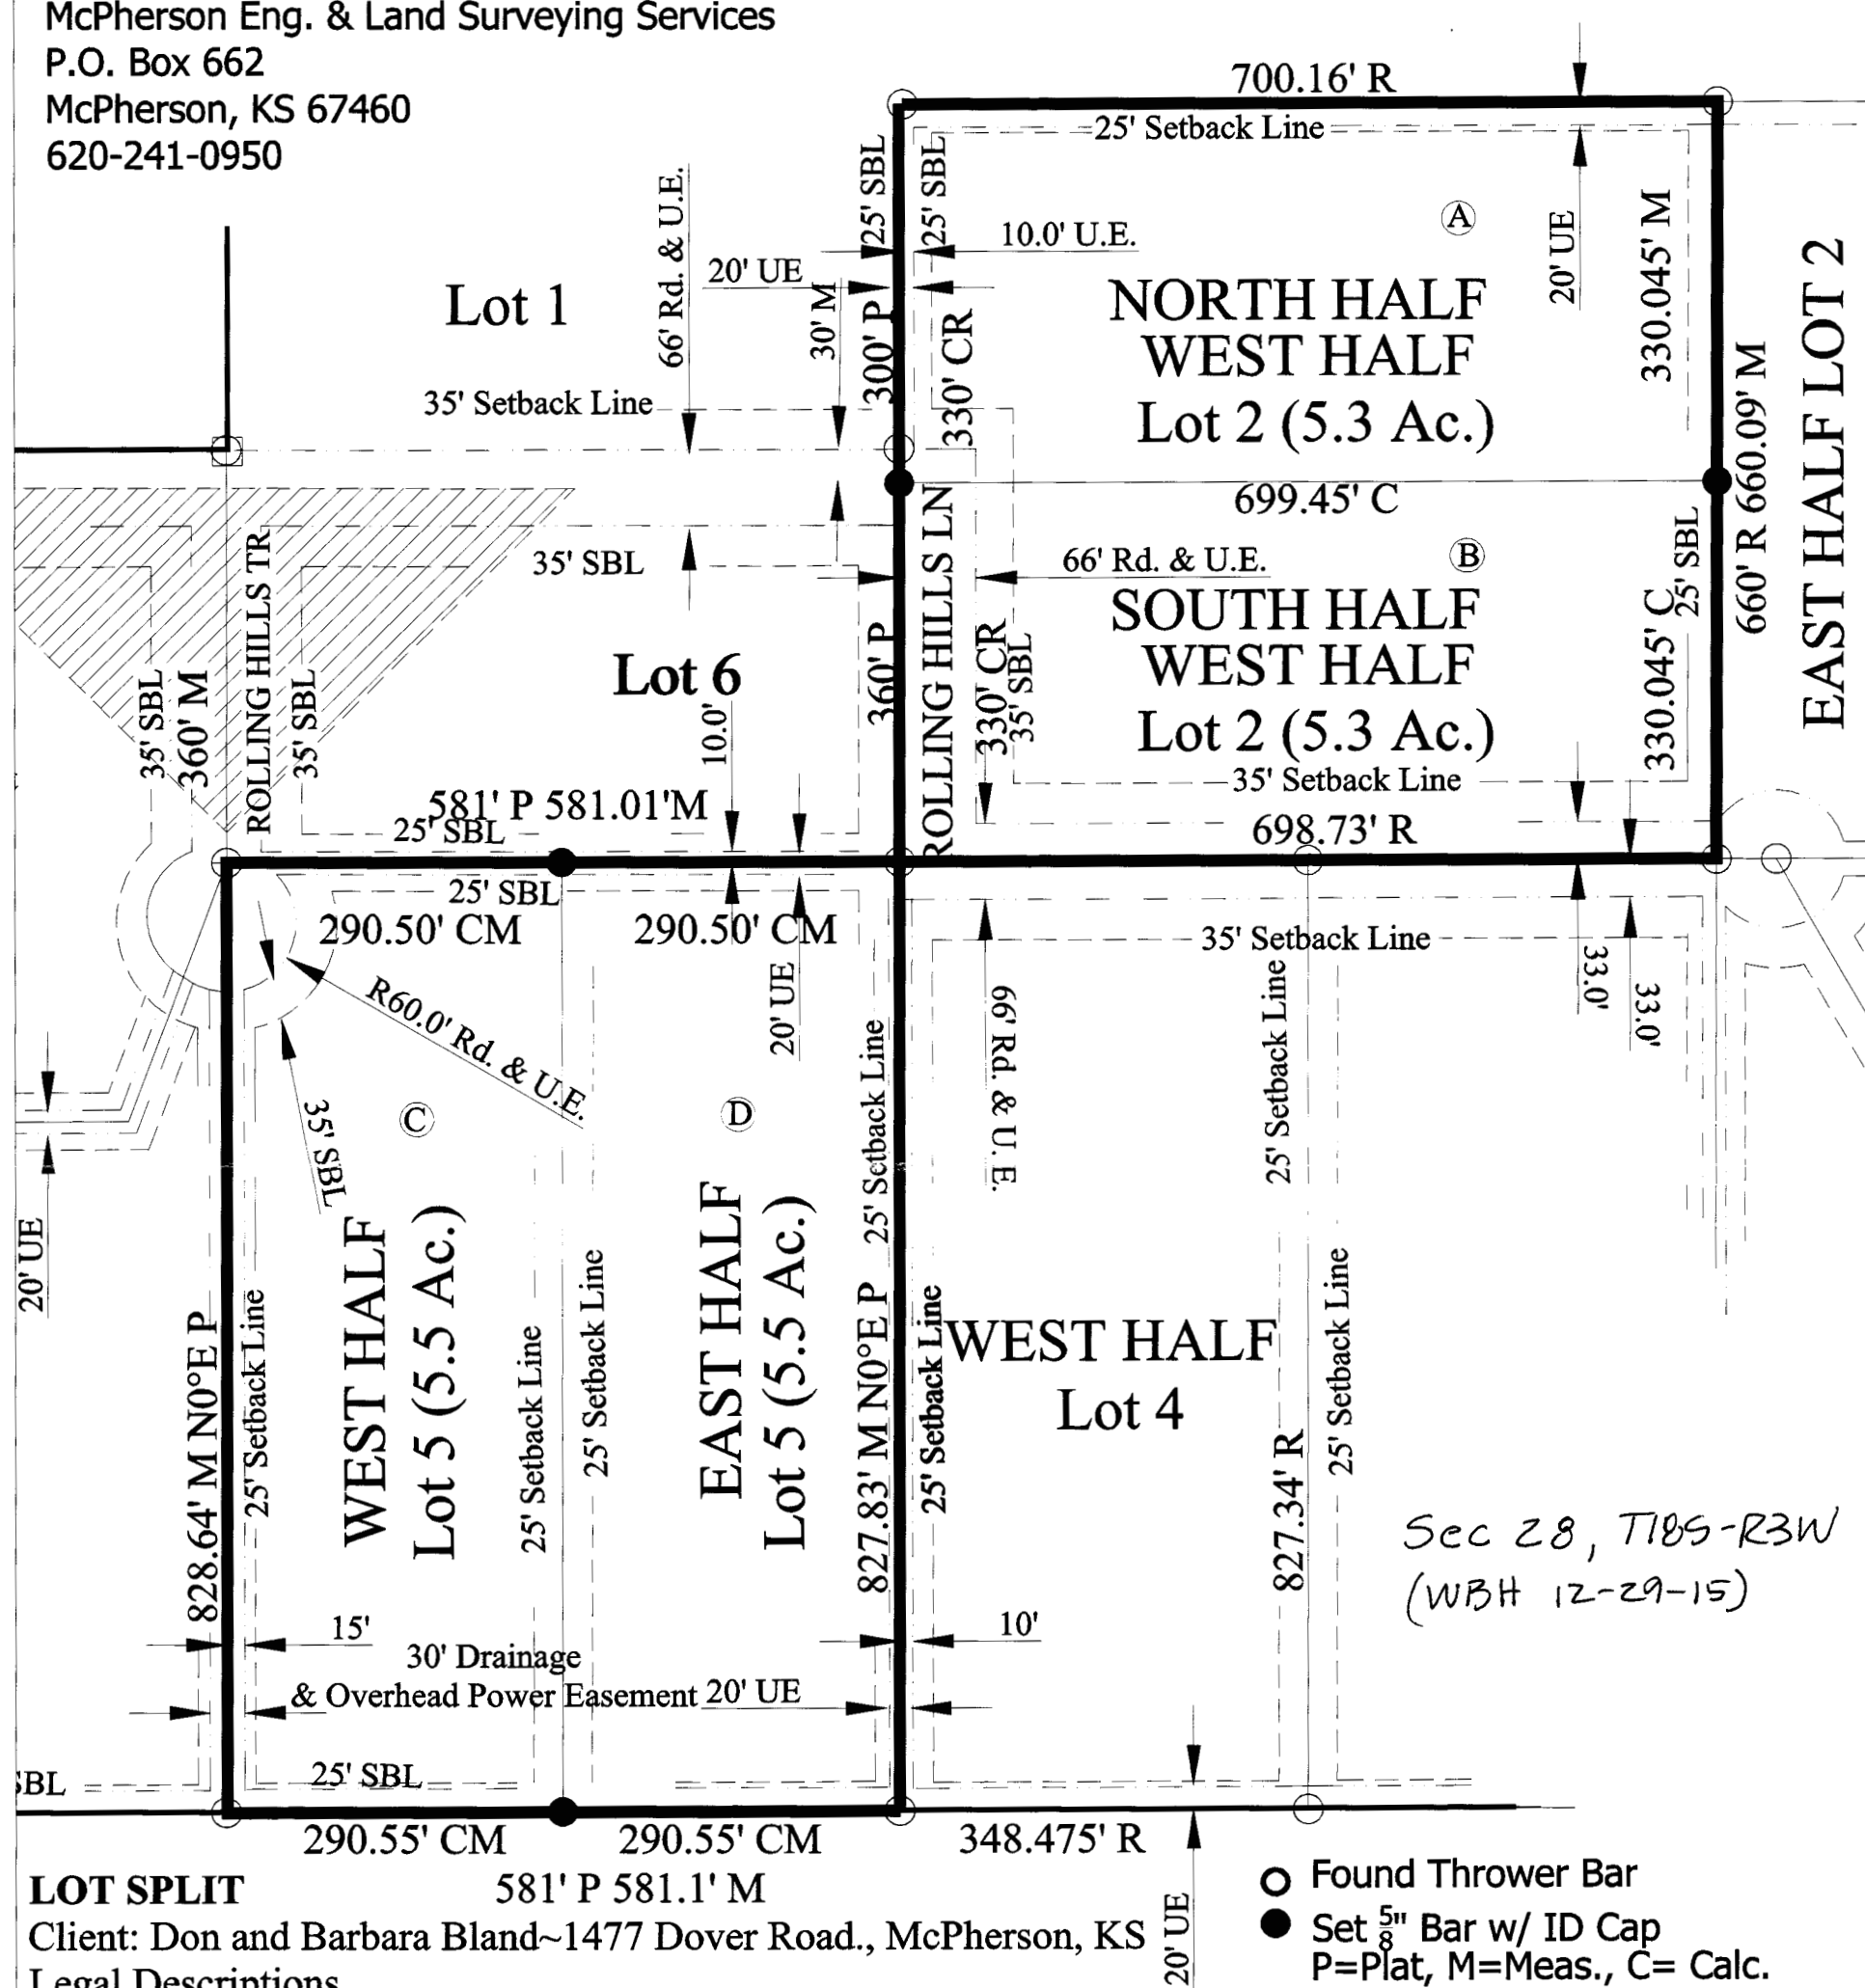 McPherson Eng. & Land Surveying Services
P.O. Box 662
McPherson, KS 67460
620-241-0950
700.16' R
25' Setback Line
25' SBL
25' SBL
10.0' U.E.
20' UE
66' Rd. & U.E.
30' M
300' P
330' CR
20' UE
330.045' M
A
NORTH HALF
WEST HALF
Lot 2 (5.3 Ac.)
EAST HALF LOT 2
660' R 660.09' M
Lot 1
35' Setback Line
699.45' C
35' SBL
66' Rd. & U.E.
B
SOUTH HALF
WEST HALF
Lot 2 (5.3 Ac.)
25' SBL
330.045' C
ROLLING HILLS LN
330' CR
35' SBL
360' P
Lot 6
10.0'
35' SBL
360' M
ROLLING HILLS TR
35' SBL
35' Setback Line
581' P 581.01'M
25' SBL
698.73' R
25' SBL
290.50' CM
290.50' CM
20' UE
35' Setback Line
33.0'
33.0'
R60.0' Rd. & U.E.
35' SBL
66' Rd. & U.E.
25' Setback Line
25' Setback Line
C
D
20' UE
WEST HALF
Lot 5 (5.5 Ac.)
EAST HALF
Lot 5 (5.5 Ac.)
25' Setback Line
25' Setback Line
25' Setback Line
828.64' M N0°E P
827.83' M N0°E P
25' Setback Line
WEST HALF
Lot 4
827.34' R
25' Setback Line
Sec 28, T18S-R3W
(WBH 12-29-15)
15'
10'
30' Drainage
& Overhead Power Easement
20' UE
SBL
25' SBL
290.55' CM
290.55' CM
348.475' R
581' P 581.1' M
20' UE
LOT SPLIT
Client: Don and Barbara Bland~1477 Dover Road., McPherson, KS
Legal Descriptions
Found Thrower Bar
Set 5/8" Bar w/ ID Cap
P=Plat, M=Meas., C= Calc.